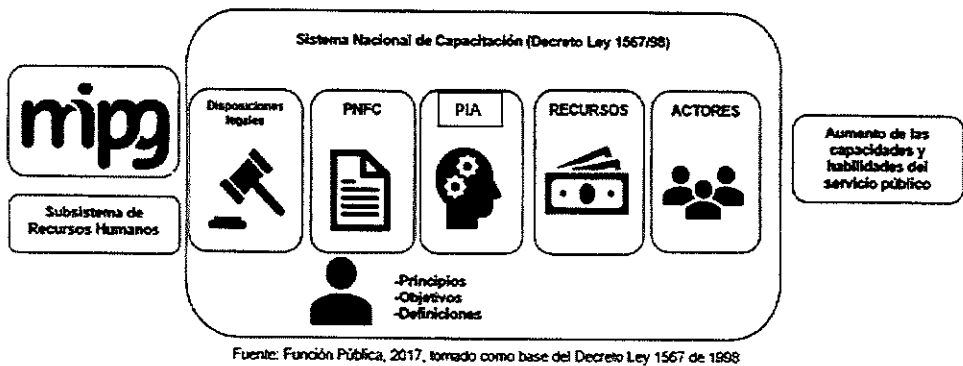 Sistema Nacional de Capacitación (Decreto Ley 1567/98)
mipg
Subsistema de
Recursos Humanos
Disposiciones
legales
PNFC
PIA
RECURSOS
ACTORES
-Principios
-Objetivos
-Definiciones
Aumento de las
capacidades y
habilidades del
servicio público
Fuente: Función Pública, 2017, tomado como base del Decreto Ley 1567 de 1998